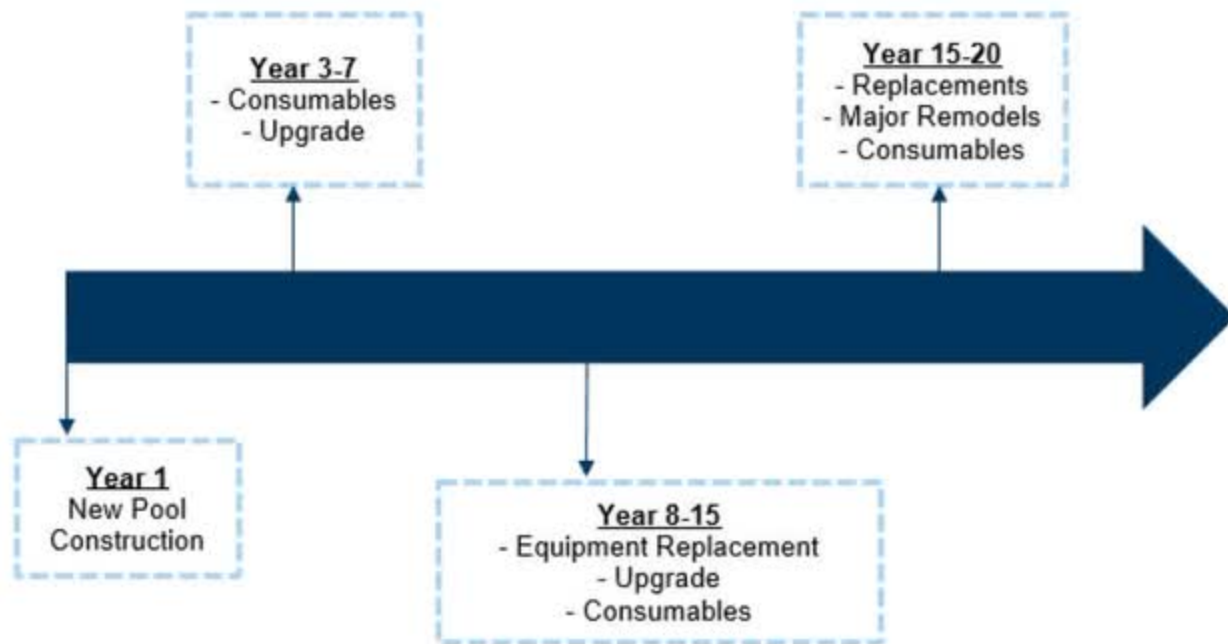 Year 3-7
- Consumables
- Upgrade
Year 15-20
- Replacements
- Major Remodels
- Consumables
Year 1
New Pool
Construction
Year 8-15
- Equipment Replacement
- Upgrade
- Consumables